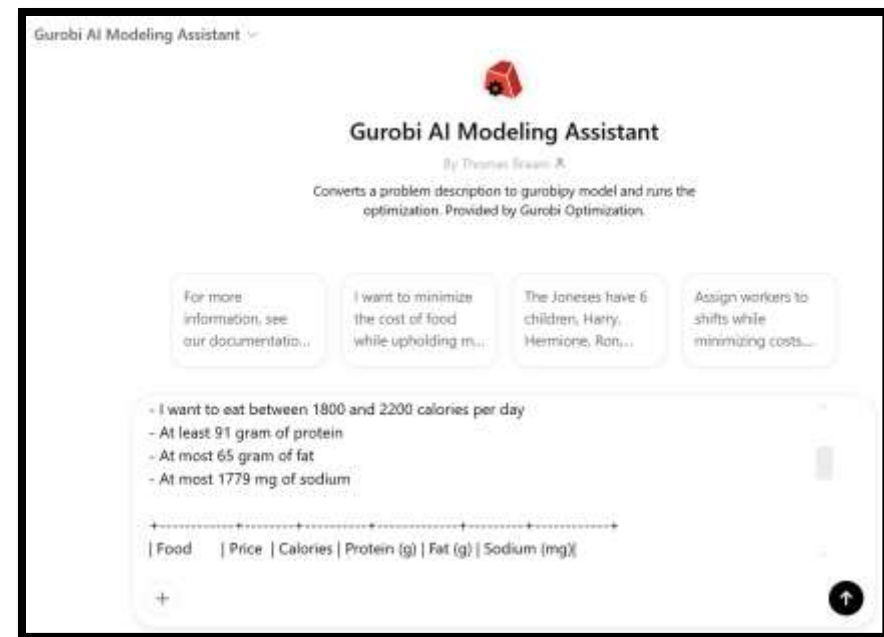 Gurobi AI Modeling Assistant
Gurobi AI Modeling Assistant
By Thomas Braam
Converts a problem description to gurobipy model and runs the
optimization. Provided by Gurobi Optimization.
For more
information, see
our documentatio...
I want to minimize
the cost of food
while upholding m...
The Joneses have 6
children, Harry,
Hermione, Ron,...
Assign workers to
shifts while
minimizing costs,...
- I want to eat between 1800 and 2200 calories per day
- At least 91 gram of protein
- At most 65 gram of fat
- At most 1779 mg of sodium
+------------+--------+----------+-------------+---------+------------+
| Food | Price | Calories | Protein (g) | Fat (g) | Sodium (mg)|